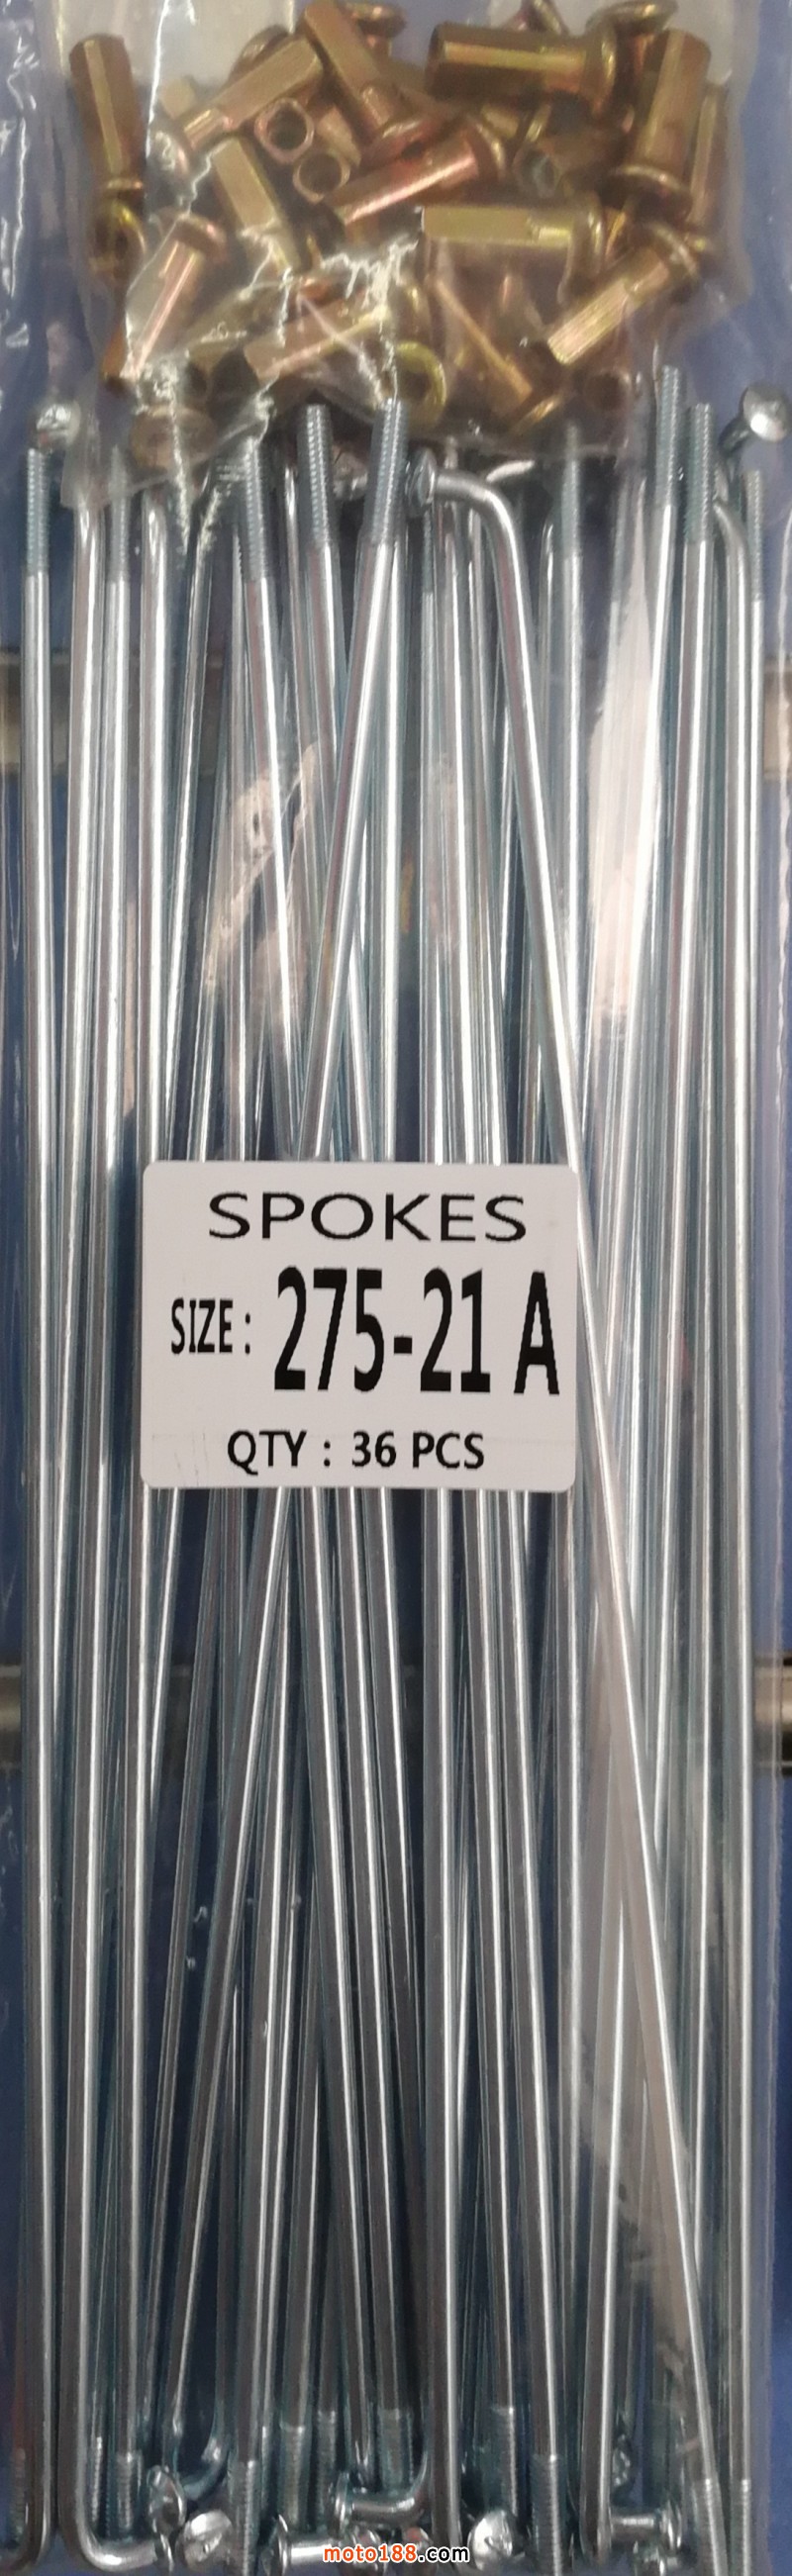 SPOKES
SIZE : 275-21 A
QTY : 36 PCS
moto188.com